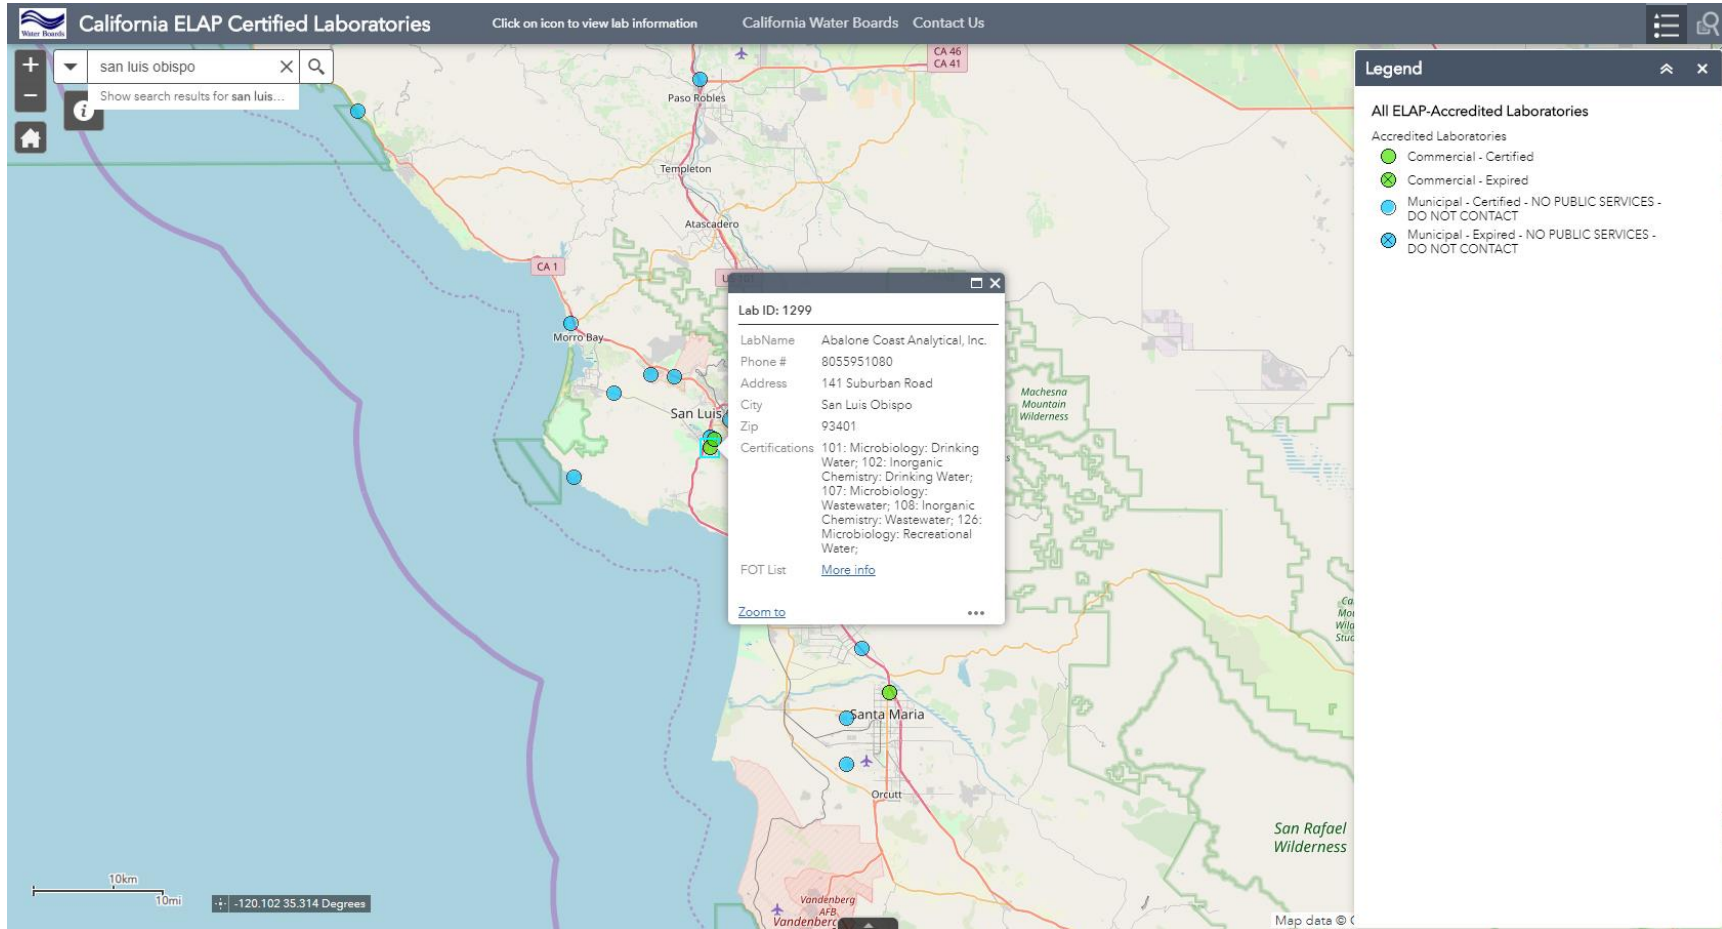 Water Boards
California ELAP Certified Laboratories
Click on icon to view lab information
California Water Boards
Contact Us
+
san luis obispo
Show search results for san luis...
−
i
CA 46
CA 41
Paso Robles
Templeton
Atascadero
CA 1
Morro Bay
San Luis
Machesna
Mountain
Wilderness
Lab ID: 1299
LabName Abalone Coast Analytical, Inc.
Phone # 8055951080
Address 141 Suburban Road
City San Luis Obispo
Zip 93401
Certifications 101: Microbiology: Drinking
Water; 102: Inorganic
Chemistry: Drinking Water;
107: Microbiology:
Wastewater; 108: Inorganic
Chemistry: Wastewater; 126:
Microbiology: Recreational
Water;
FOT List More info
Zoom to
Santa Maria
Orcutt
San Rafael
Wilderness
Vandenberg
AFB
10km
10mi
-120.102 35.314 Degrees
Map data ©
Legend
All ELAP-Accredited Laboratories
Accredited Laboratories
Commercial - Certified
Commercial - Expired
Municipal - Certified - NO PUBLIC SERVICES -
DO NOT CONTACT
Municipal - Expired - NO PUBLIC SERVICES -
DO NOT CONTACT